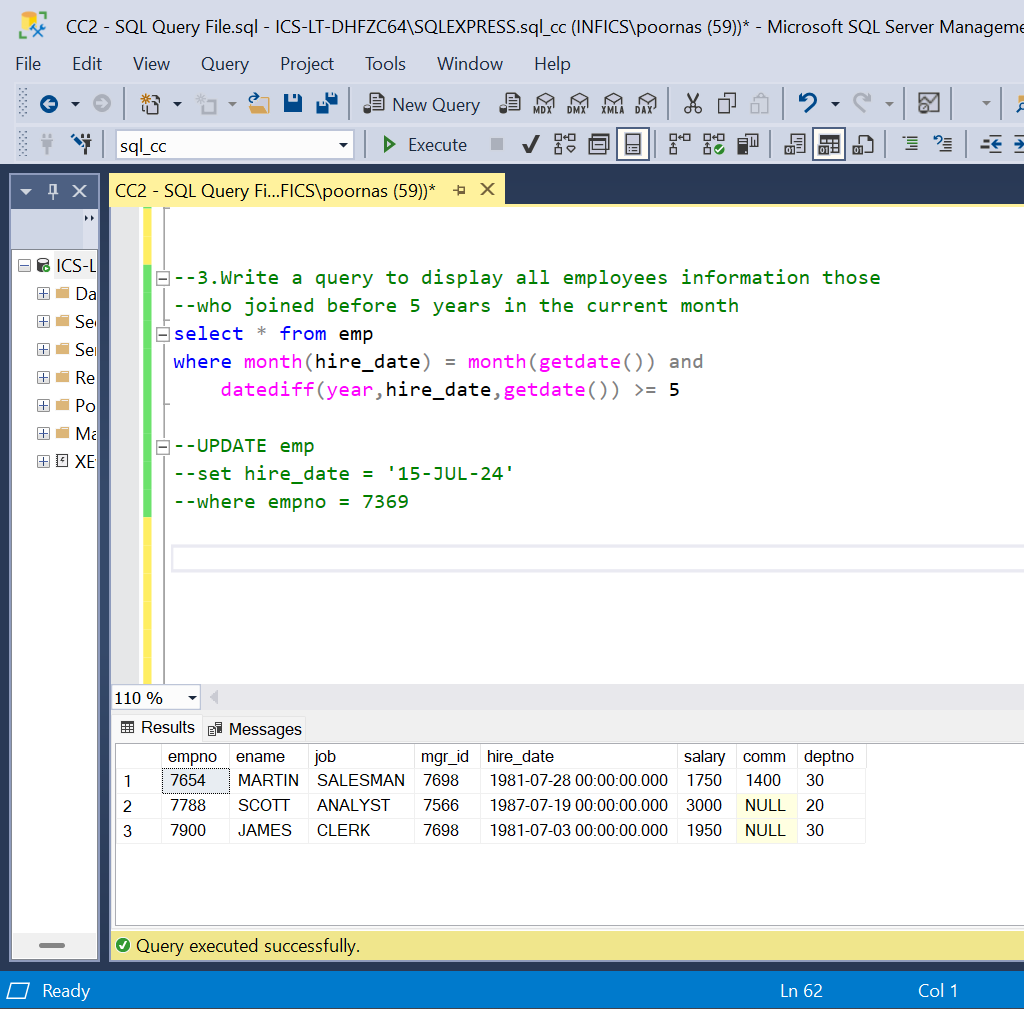 CC2 - SQL Query File.sql - ICS-LT-DHFZC64\SQLEXPRESS.sql_cc (INFICS\poornas (59))* - Microsoft SQL Server Manageme
File Edit View Query Project Tools Window Help
New Query MDX DMX XMLA DAX
sql_cc Execute
CC2 - SQL Query Fi...FICS\poornas (59))*
ICS-L
Da
Se
Ser
Re
Po
Ma
XE
--3.Write a query to display all employees information those
--who joined before 5 years in the current month
select * from emp
where month(hire_date) = month(getdate()) and
datediff(year,hire_date,getdate()) >= 5
--UPDATE emp
--set hire_date = '15-JUL-24'
--where empno = 7369
110 %
Results Messages
empno ename job mgr_id hire_date salary comm deptno
1 7654 MARTIN SALESMAN 7698 1981-07-28 00:00:00.000 1750 1400 30
2 7788 SCOTT ANALYST 7566 1987-07-19 00:00:00.000 3000 NULL 20
3 7900 JAMES CLERK 7698 1981-07-03 00:00:00.000 1950 NULL 30
Query executed successfully.
Ready Ln 62 Col 1